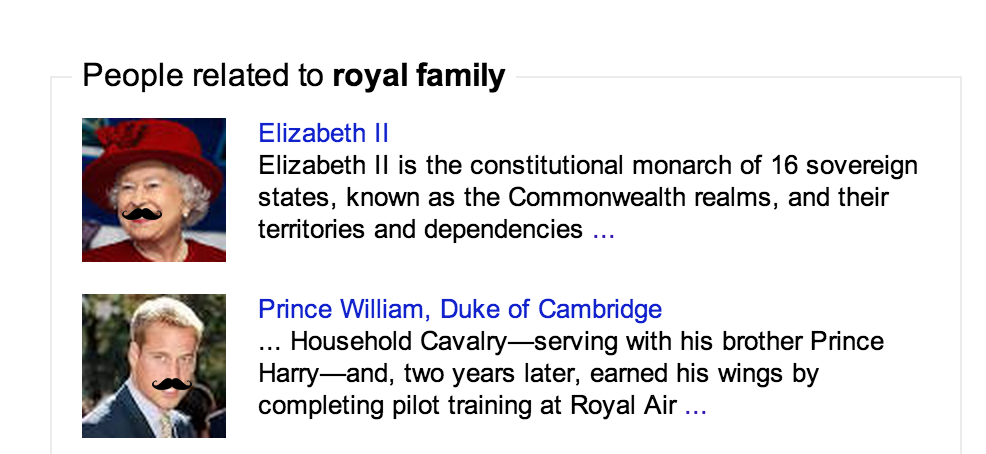 People related to royal family
Elizabeth II
Elizabeth II is the constitutional monarch of 16 sovereign
states, known as the Commonwealth realms, and their
territories and dependencies ...
Prince William, Duke of Cambridge
... Household Cavalry—serving with his brother Prince
Harry—and, two years later, earned his wings by
completing pilot training at Royal Air ...